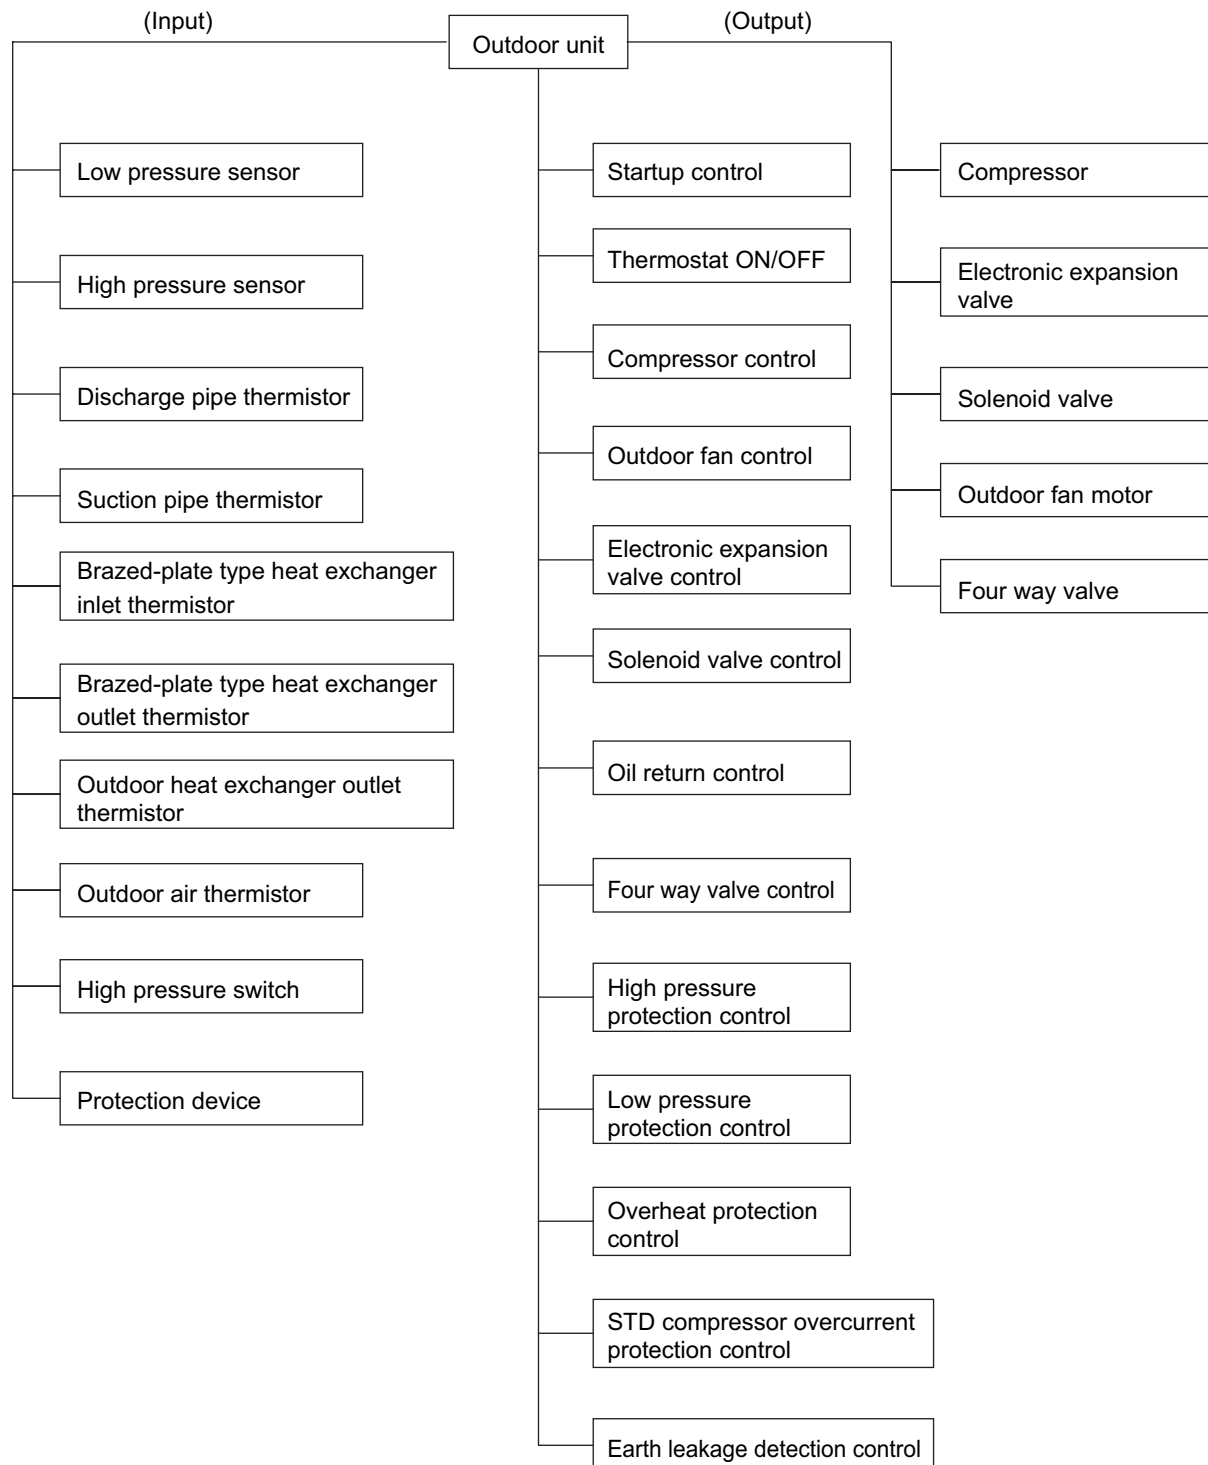 (Input)
Outdoor unit
(Output)
Low pressure sensor
High pressure sensor
Discharge pipe thermistor
Suction pipe thermistor
Brazed-plate type heat exchanger
inlet thermistor
Brazed-plate type heat exchanger
outlet thermistor
Outdoor heat exchanger outlet
thermistor
Outdoor air thermistor
High pressure switch
Protection device
Startup control
Thermostat ON/OFF
Compressor control
Outdoor fan control
Electronic expansion
valve control
Solenoid valve control
Oil return control
Four way valve control
High pressure
protection control
Low pressure
protection control
Overheat protection
control
STD compressor overcurrent
protection control
Earth leakage detection control
Compressor
Electronic expansion
valve
Solenoid valve
Outdoor fan motor
Four way valve